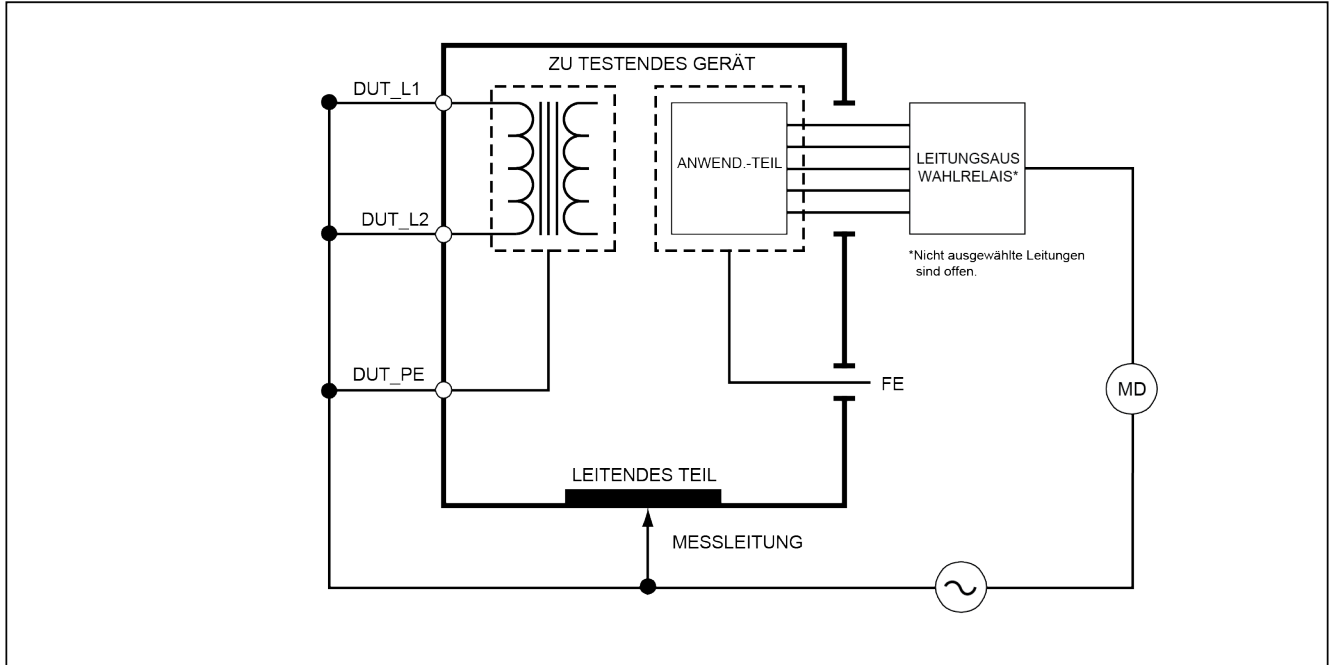 ZU TESTENDES GERÄT
DUT_L1
ANWEND.-TEIL
LEITUNGSAUS
WAHLRELAIS*
DUT_L2
*Nicht ausgewählte Leitungen
sind offen.
DUT_PE
FE
MD
LEITENDES TEIL
MESSLEITUNG